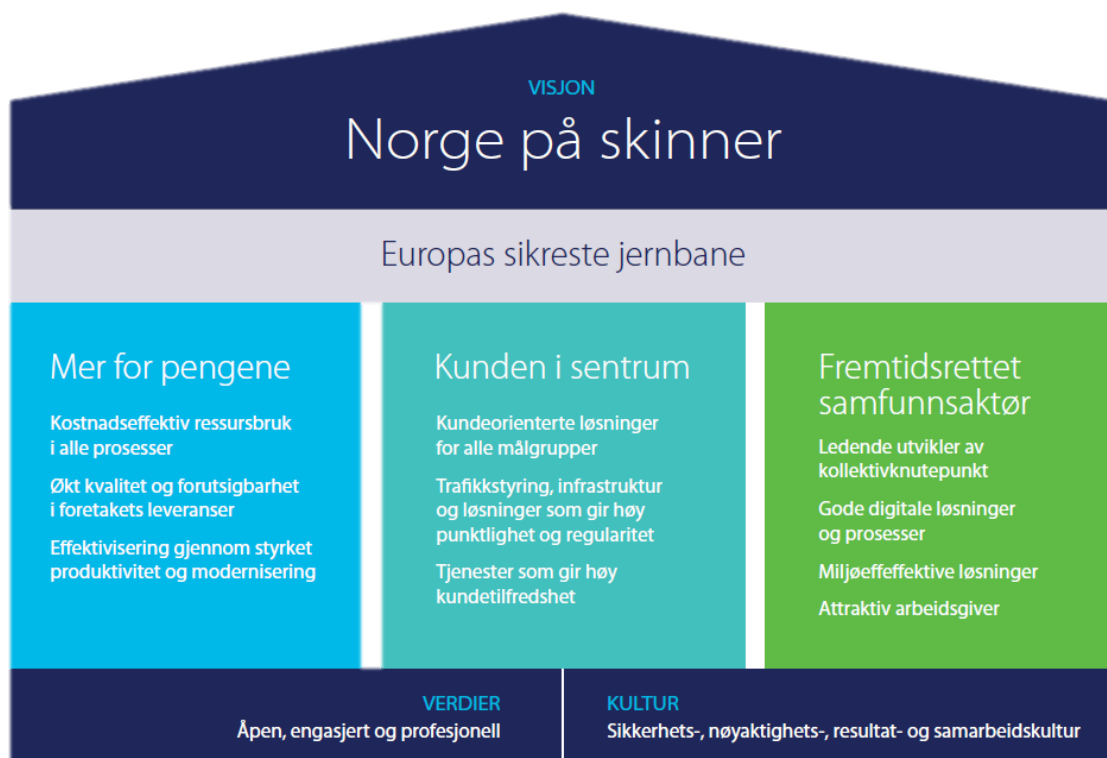 VISJON
Norge på skinner
Europas sikreste jernbane
Mer for pengene
Kostnadseffektiv ressursbruk
i alle prosesser
Økt kvalitet og forutsigbarhet
i foretakets leveranser
Effektivisering gjennom styrket
produktivitet og modernisering
Kunden i sentrum
Kundeorienterte løsninger
for alle målgrupper
Trafikkstyring, infrastruktur
og løsninger som gir høy
punktlighet og regularitet
Tjenester som gir høy
kundetilfredshet
Fremtidsrettet
samfunnsaktør
Ledende utvikler av
kollektivknutepunkt
Gode digitale løsninger
og prosesser
Miljøeffeffektive løsninger
Attraktiv arbeidsgiver
VERDIER
Åpen, engasjert og profesjonell
KULTUR
Sikkerhets-, nøyaktighets-, resultat- og samarbeidskultur